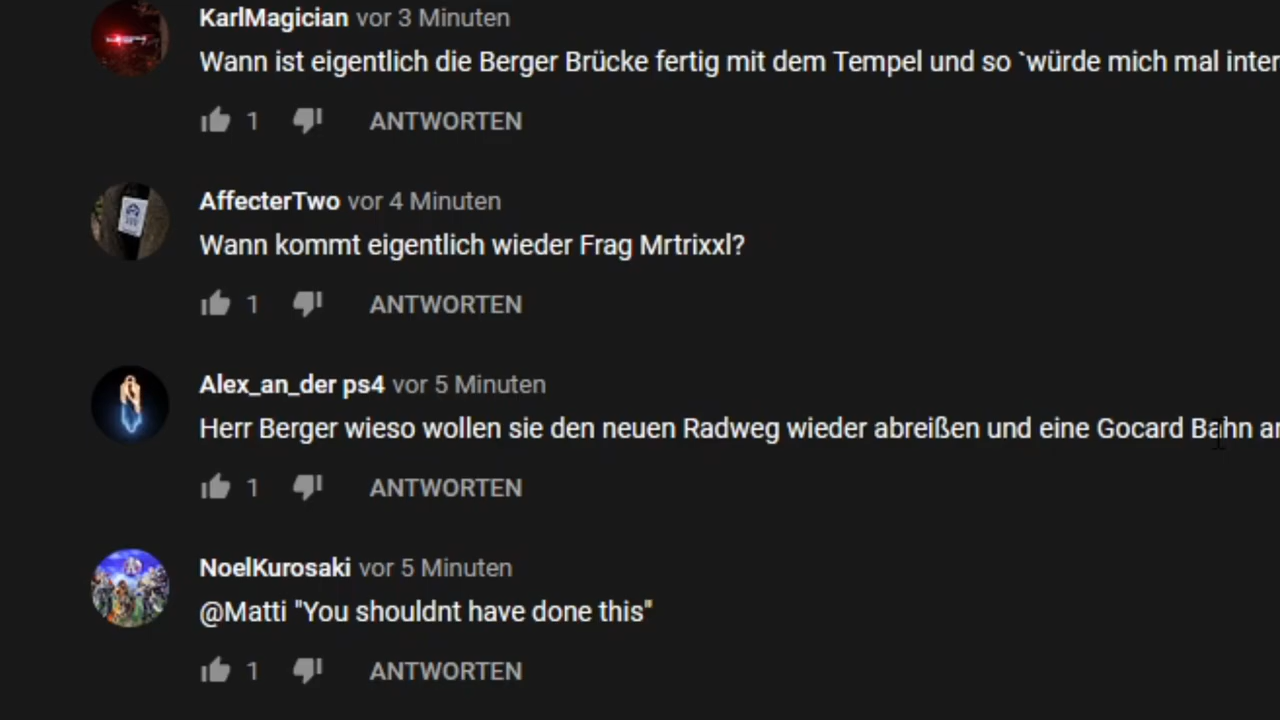 KarlMagician vor 3 Minuten
Wann ist eigentlich die Berger Brücke fertig mit dem Tempel und so `würde mich mal
1 ANTWORTEN
AffecterTwo vor 4 Minuten
Wann kommt eigentlich wieder Frag Mrtrixxl?
1 ANTWORTEN
Alex_an_der ps4 vor 5 Minuten
Herr Berger wieso wollen sie den neuen Radweg wieder abreißen und eine Gocard Bahn
1 ANTWORTEN
NoelKurosaki vor 5 Minuten
@Matti "You shouldnt have done this"
1 ANTWORTEN